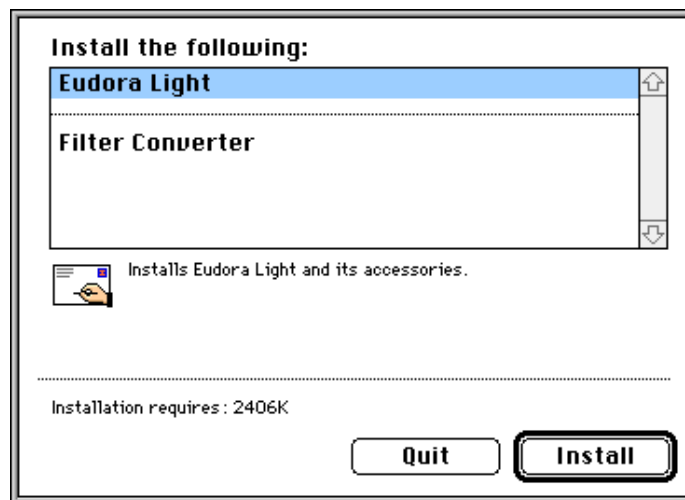 Install the following:
Eudora Light
Filter Converter
Installs Eudora Light and its accessories.
Installation requires : 2406K
Quit
Install